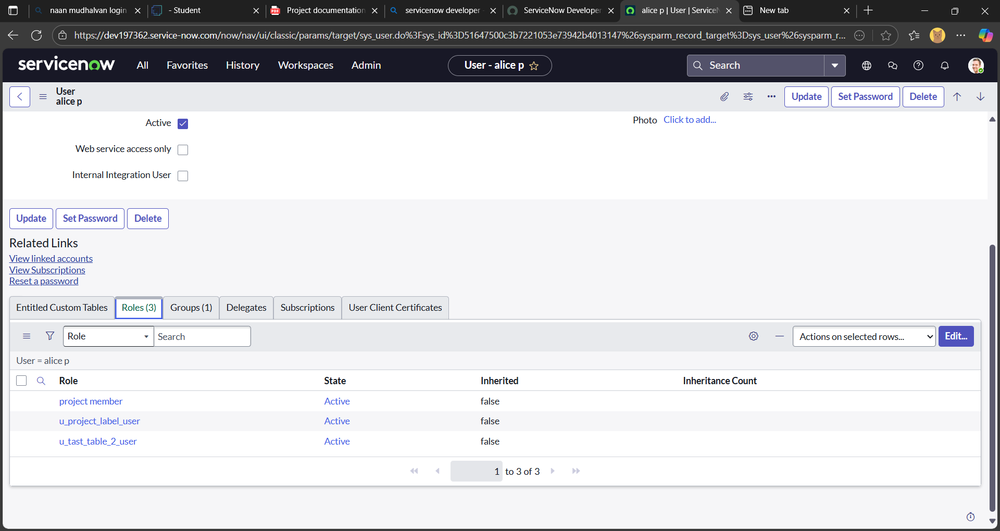 naan mudhalvan login
- Student
Project documentation
servicenow developer
ServiceNow Developer
alice p | User | ServiceN
New tab
https://dev197362.service-now.com/now/nav/ui/classic/params/target/sys_user.do%3Fsys_id%3D51647500c3b7221053e73942b4013147%26sysparm_record_target%3Dsys_user%26sysparm_r...
servicenow
All
Favorites
History
Workspaces
Admin
User - alice p
Search
User
alice p
Update
Set Password
Delete
Active
Photo Click to add...
Web service access only
Internal Integration User
Update
Set Password
Delete
Related Links
View linked accounts
View Subscriptions
Reset a password
Entitled Custom Tables
Roles (3)
Groups (1)
Delegates
Subscriptions
User Client Certificates
Role
Search
Actions on selected rows...
Edit...
User = alice p
Role State Inherited Inheritance Count
project member Active false
u_project_label_user Active false
u_tast_table_2_user Active false
1 to 3 of 3